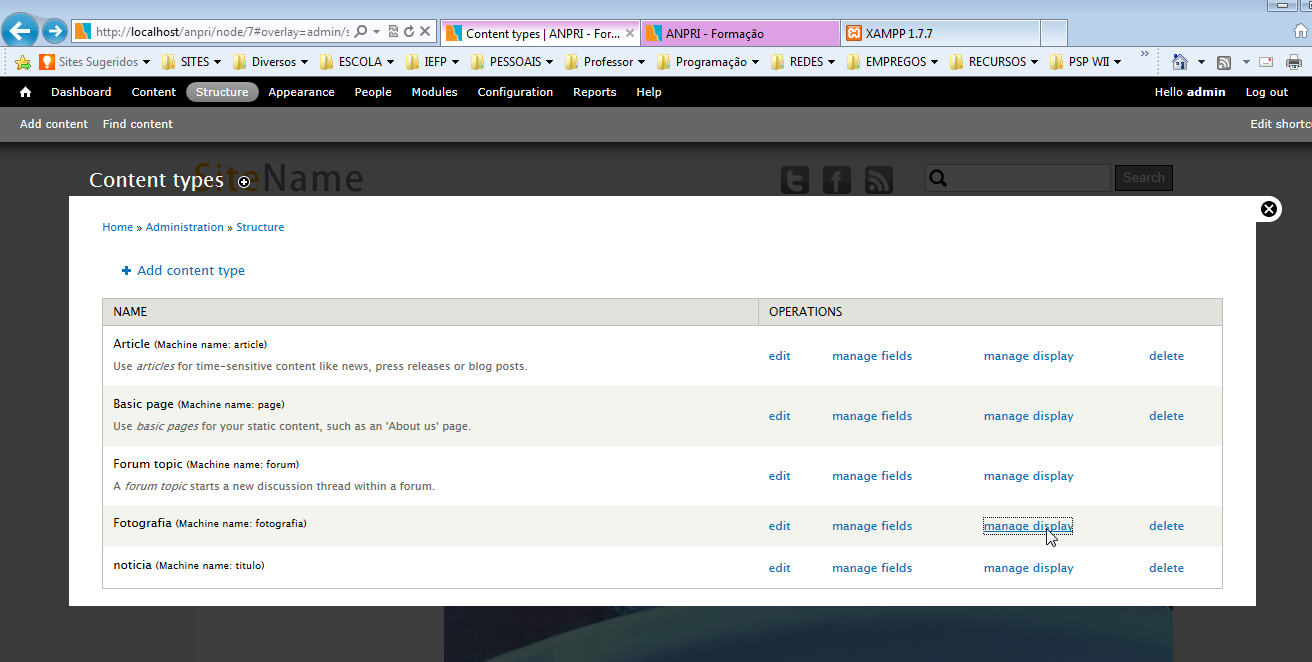 http://localhost/anpri/node/7#overlay=admin/s
Content types | ANPRI - For...
ANPRI - Formação
XAMPP 1.7.7
Sites Sugeridos SITES Diversos ESCOLA IEFP PESSOAIS Professor Programação REDES EMPREGOS RECURSOS PSP WII »
Dashboard Content Structure Appearance People Modules Configuration Reports Help Hello admin Log out
Add content Find content Edit shortc
SiteName
Content types
Search
Home » Administration » Structure
+ Add content type
NAME OPERATIONS
Article (Machine name: article)
Use articles for time-sensitive content like news, press releases or blog posts.
edit manage fields manage display delete
Basic page (Machine name: page)
Use basic pages for your static content, such as an 'About us' page.
edit manage fields manage display delete
Forum topic (Machine name: forum)
A forum topic starts a new discussion thread within a forum.
edit manage fields manage display
Fotografia (Machine name: fotografia)
edit manage fields manage display delete
noticia (Machine name: titulo)
edit manage fields manage display delete